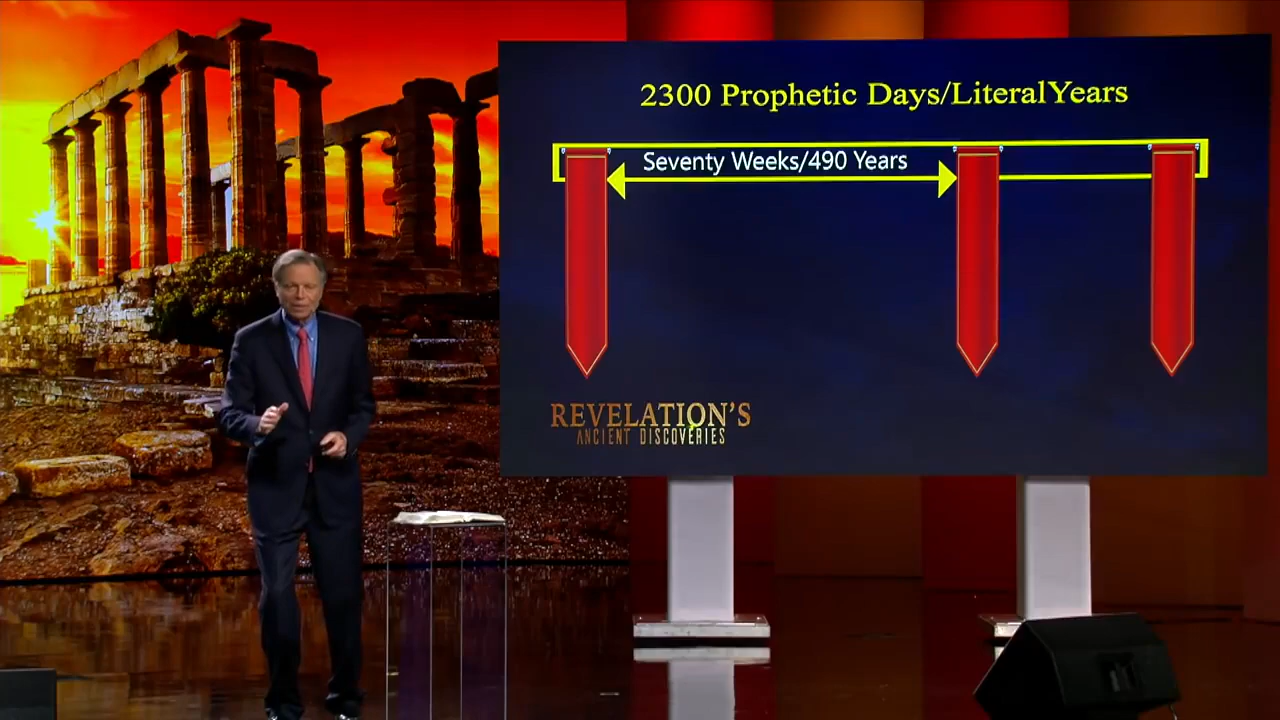 2300 Prophetic Days/LiteralYears
Seventy Weeks/490 Years
REVELATION'S
ANCIENT DISCOVERIES